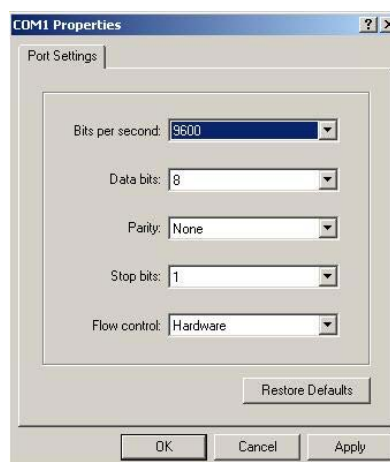 COM1 Properties
Port Settings
Bits per second: 9600
Data bits: 8
Parity: None
Stop bits: 1
Flow control: Hardware
Restore Defaults
OK Cancel Apply